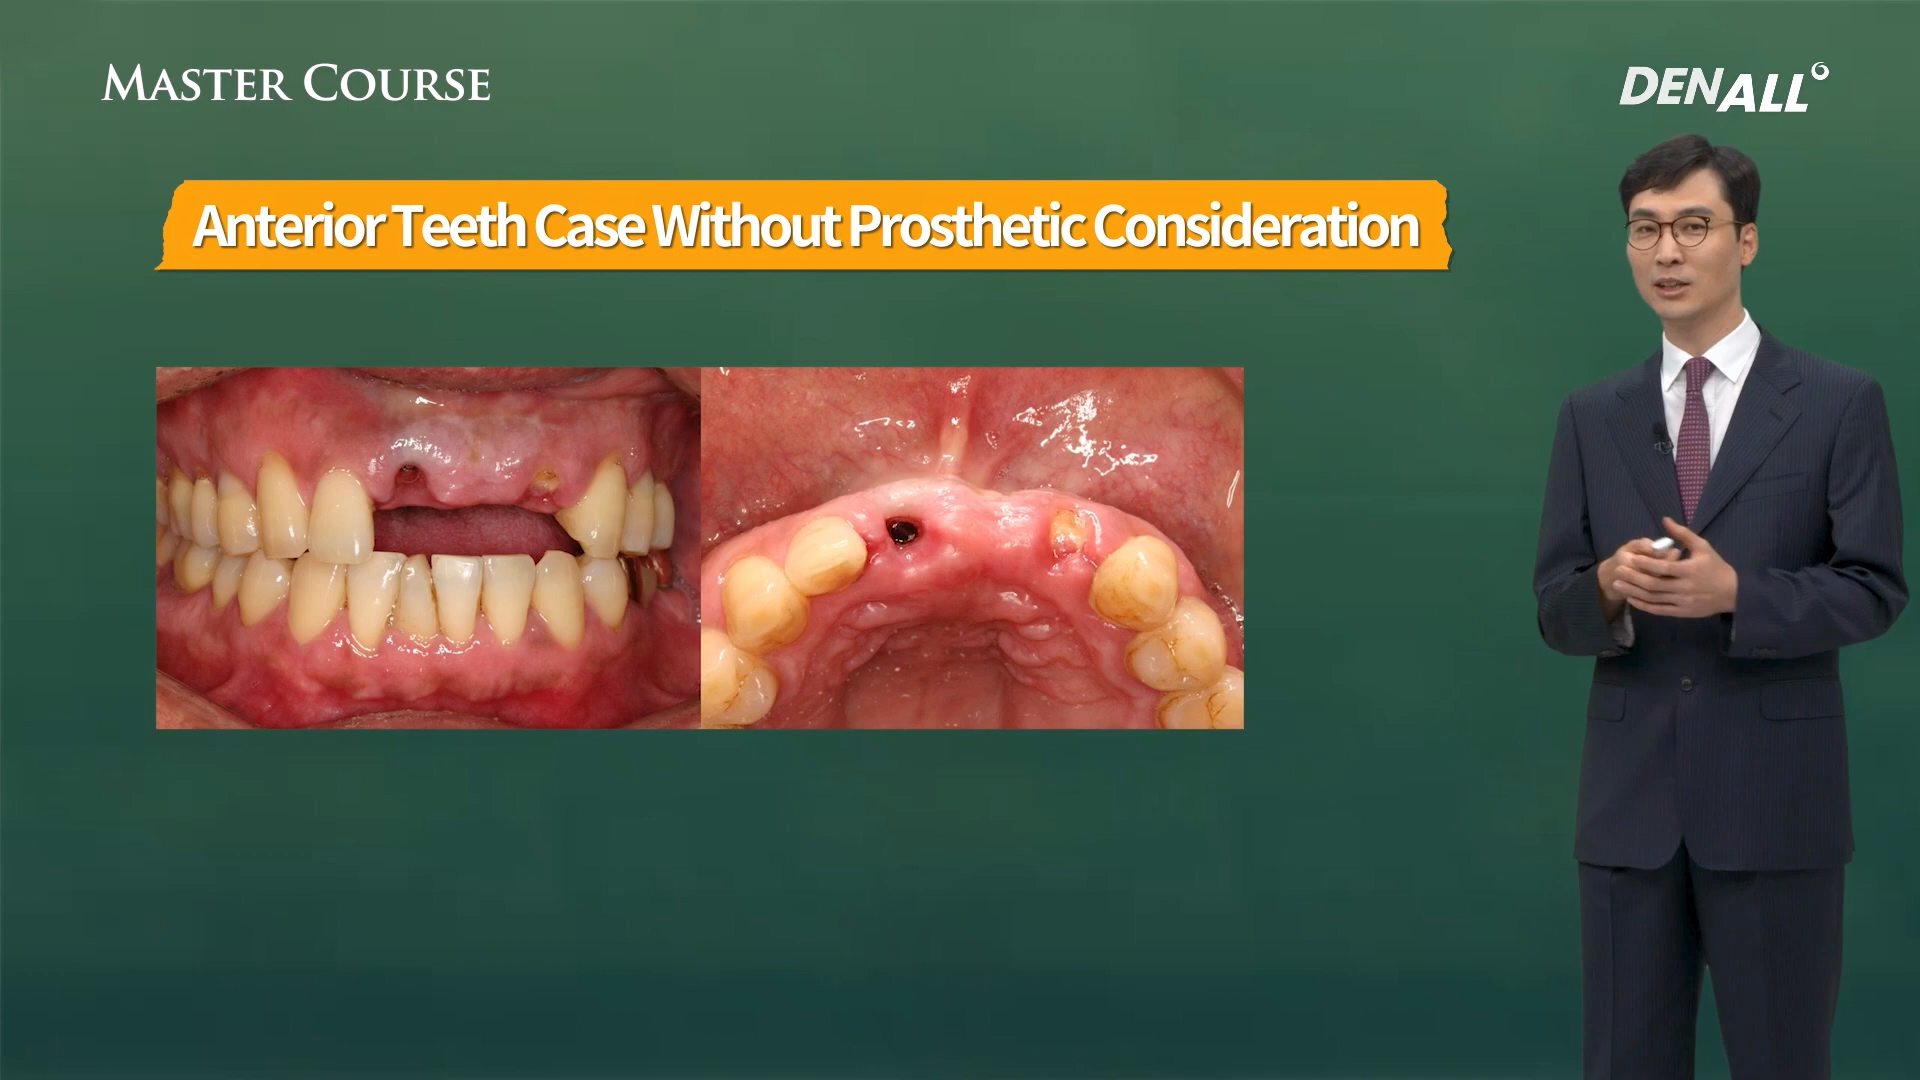 MASTER COURSE
DENALL
Anterior Teeth Case Without Prosthetic Consideration